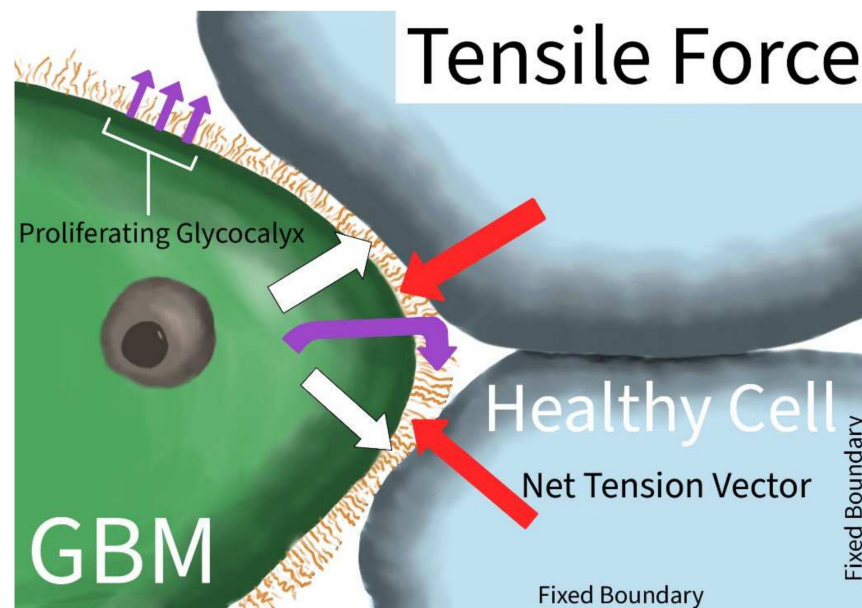 Tensile Force
Proliferating Glycocalyx
Healthy Cell
Net Tension Vector
GBM
Fixed Boundary
Fixed Boundary